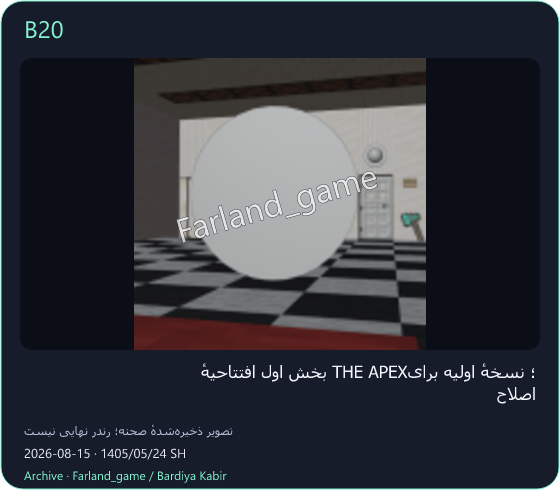 B20
Farland_game
؛ نسخهٔ اولیه برایTHE APEX بخش اول افتتاحیهٔ
اصلاح
تصویر ذخیره‌شدهٔ صحنه؛ رندر نهایی نیست
2026-08-15 · 1405/05/24 SH
Archive · Farland_game / Bardiya Kabir